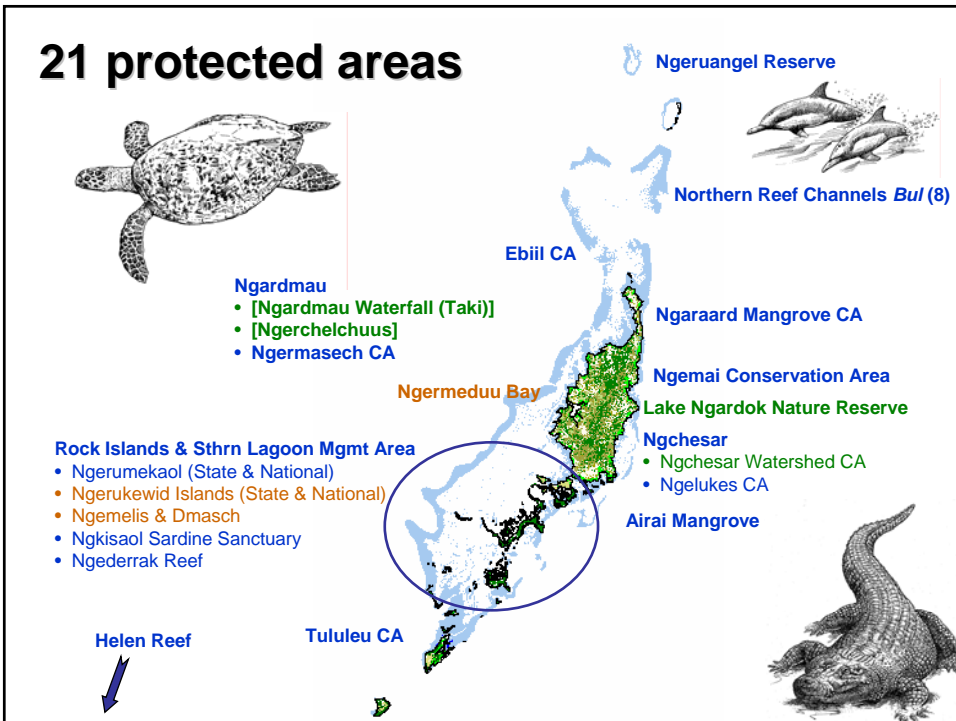 21 protected areas
Ngeruangel Reserve
Northern Reef Channels Bul (8)
Ebiil CA
Ngardmau
• [Ngardmau Waterfall (Taki)]
• [Ngerchelchuus]
• Ngermasech CA
Ngaraard Mangrove CA
Ngemai Conservation Area
Ngermeduu Bay
Lake Ngardok Nature Reserve
Ngchesar
• Ngchesar Watershed CA
• Ngelukes CA
Rock Islands & Sthrn Lagoon Mgmt Area
• Ngerumekaol (State & National)
• Ngerukewid Islands (State & National)
• Ngemelis & Dmasch
• Ngkisaol Sardine Sanctuary
• Ngederrak Reef
Airai Mangrove
Helen Reef
Tululeu CA